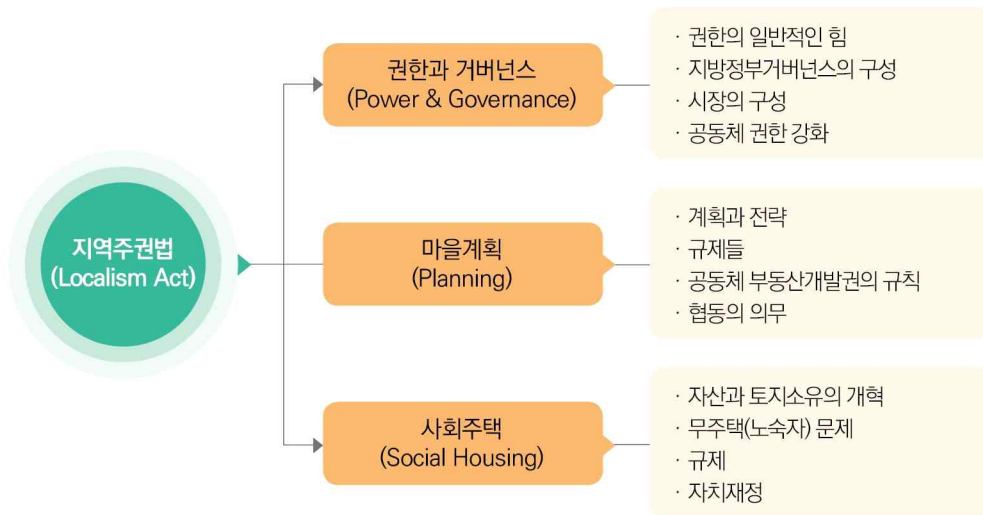 지역주권법
(Localism Act)
권한과 거버넌스
(Power & Governance)
· 권한의 일반적인 힘
· 지방정부거버넌스의 구성
· 시장의 구성
· 공동체 권한 강화
마을계획
(Planning)
· 계획과 전략
· 규제들
· 공동체 부동산개발권의 규칙
· 협동의 의무
사회주택
(Social Housing)
· 자산과 토지소유의 개혁
· 무주택(노숙자) 문제
· 규제
· 자치재정